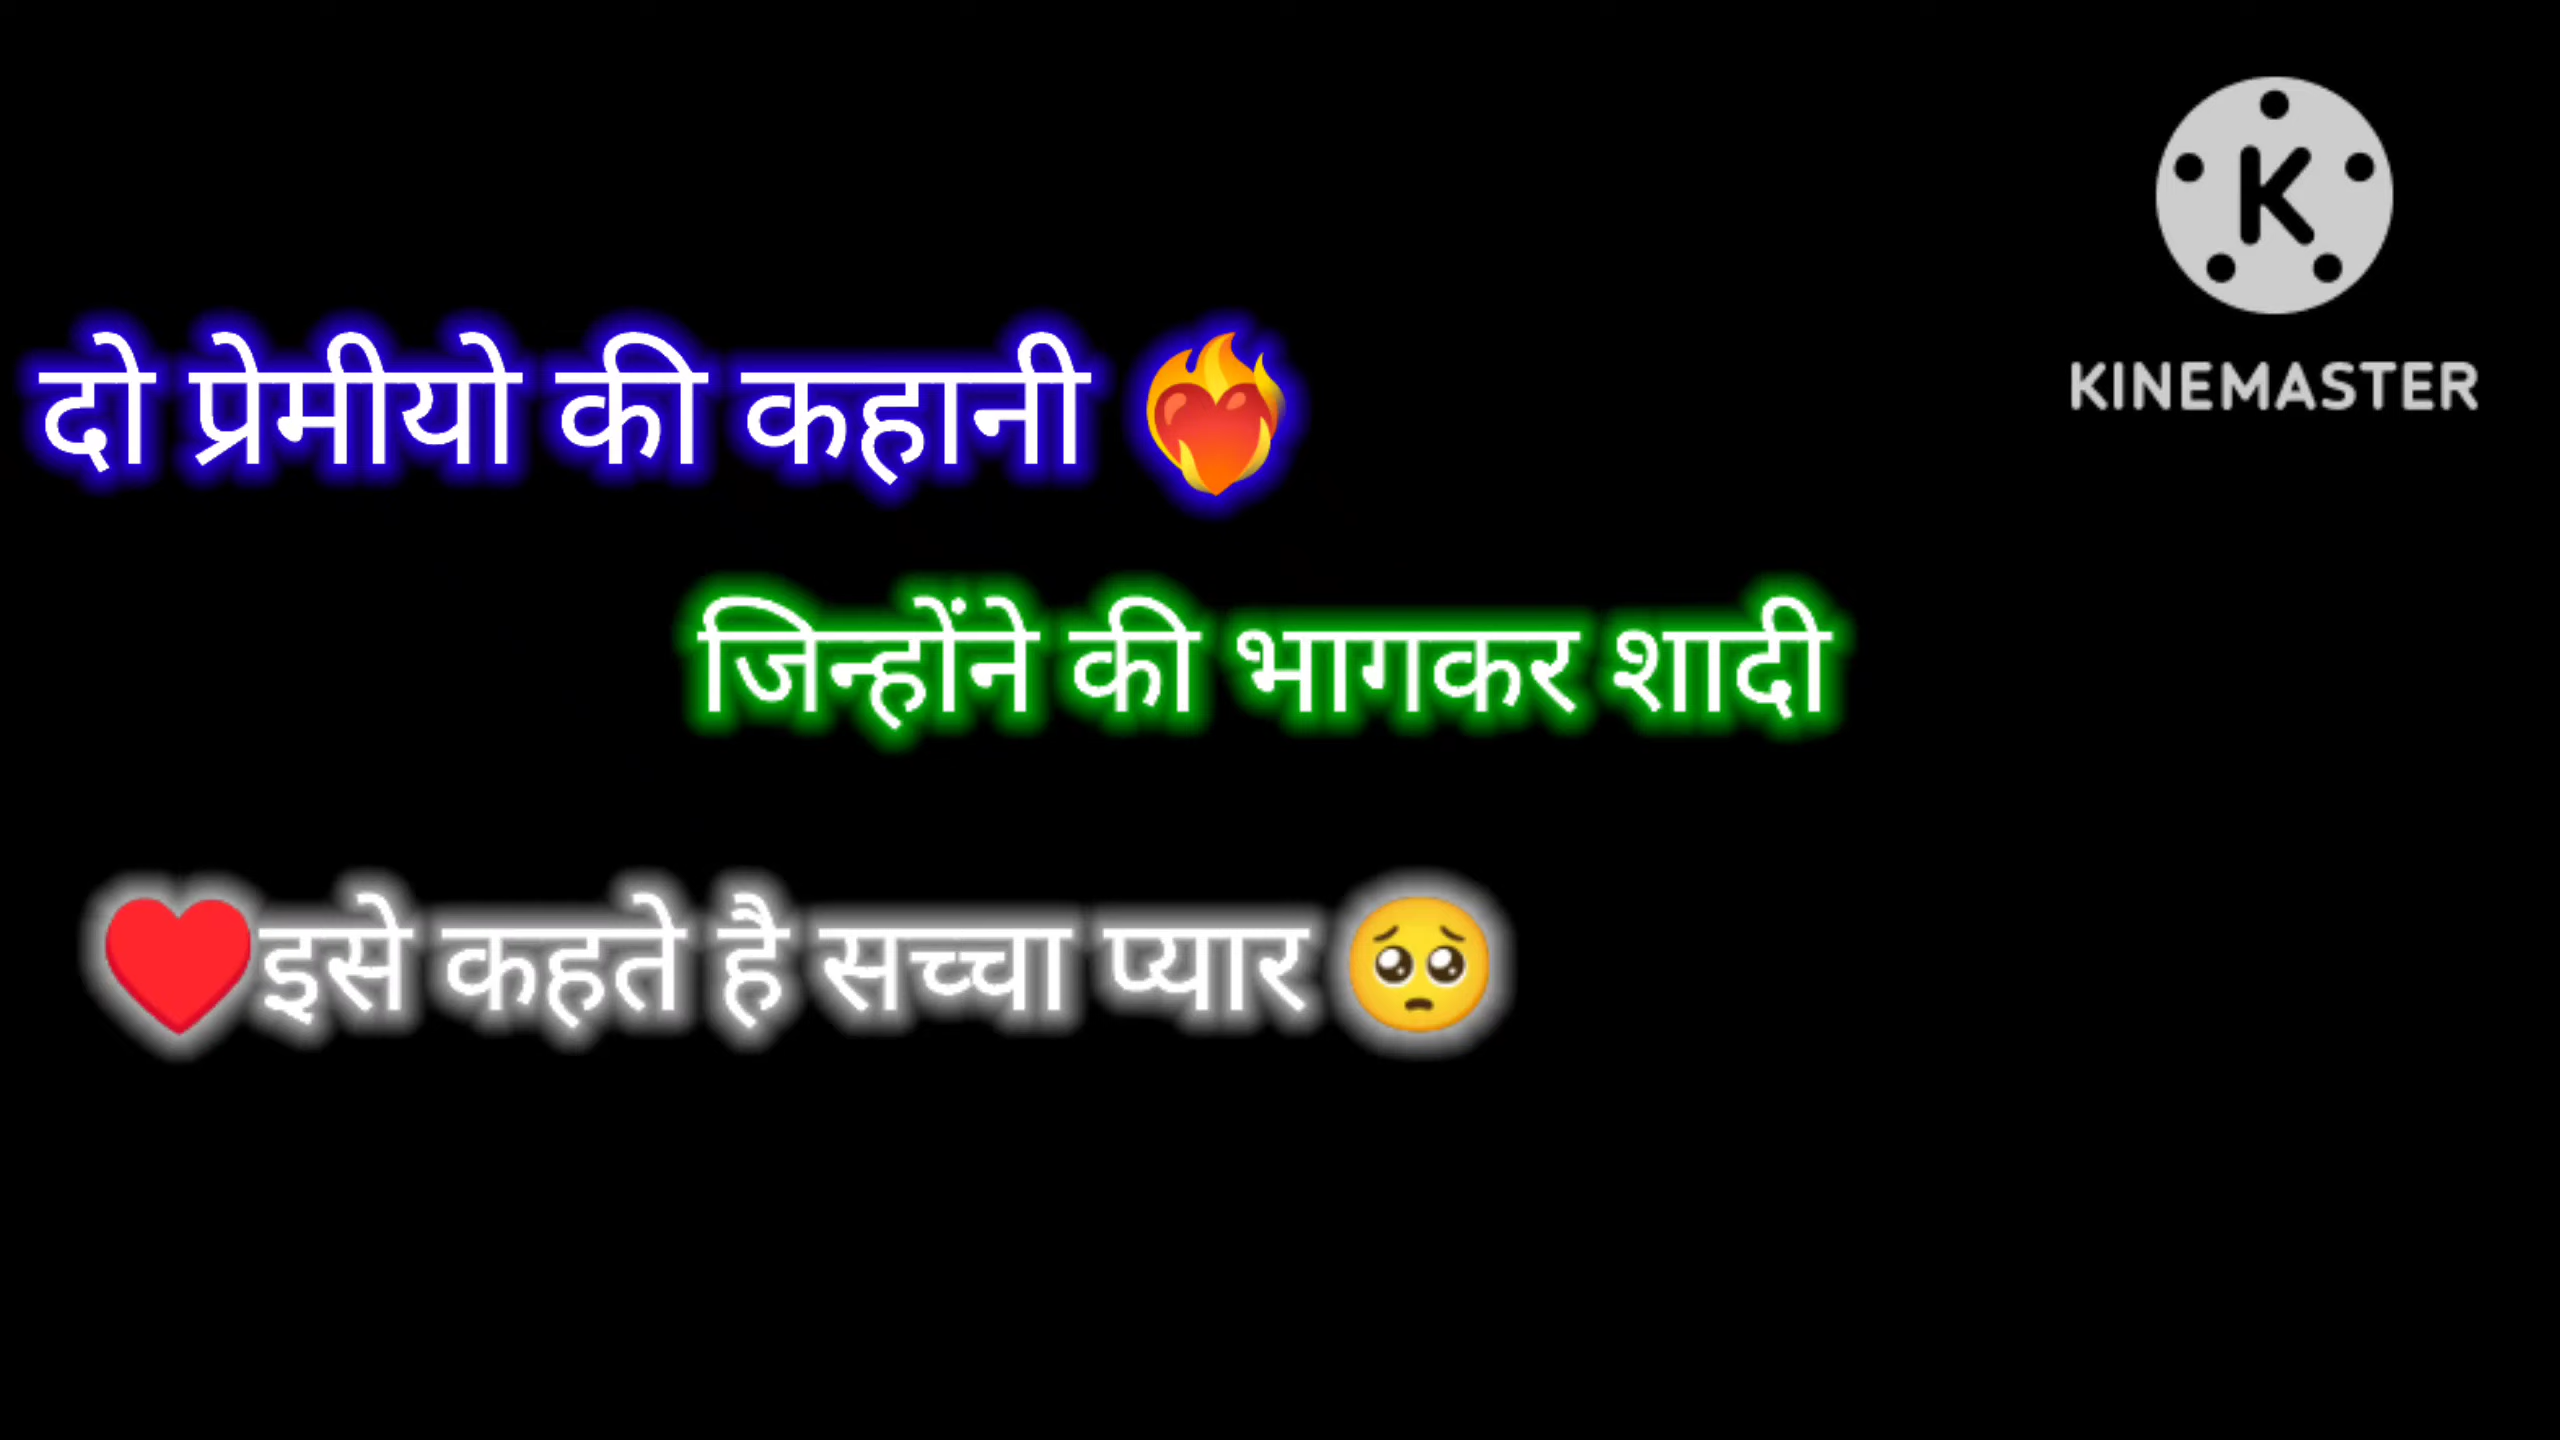 दो प्रेमीयो की कहानी ❤️‍🔥
जिन्होंने की भागकर शादी
♥️इसे कहते है सच्चा प्यार 🥺
K
KINEMASTER